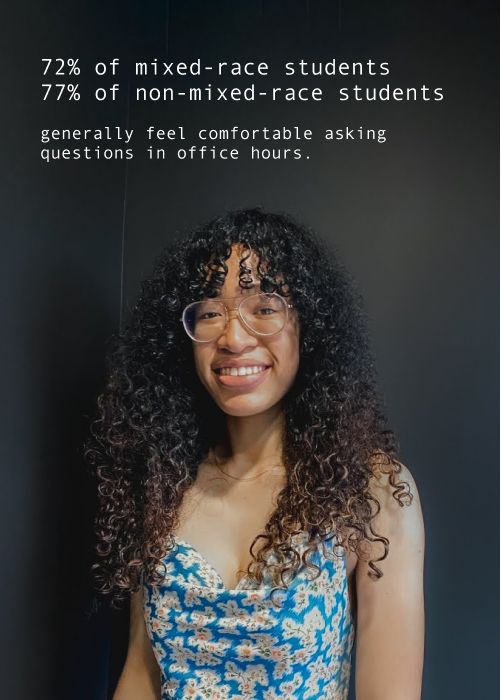 72% of mixed-race students
77% of non-mixed-race students
generally feel comfortable asking
questions in office hours.